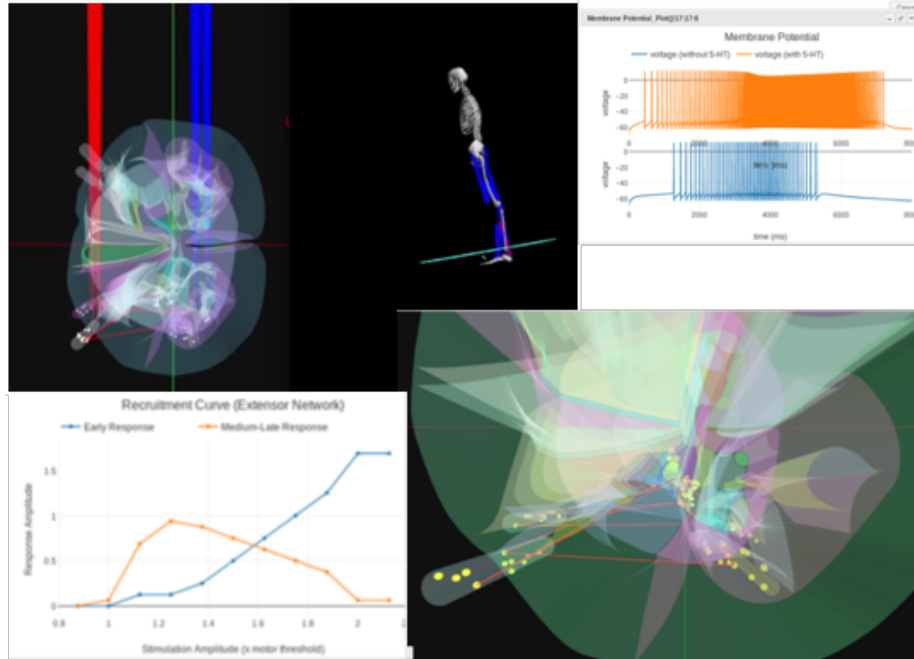 Membrane Potential_Plot@17:17:6
Membrane Potential
voltage (without 5-HT) voltage (with 5-HT)
voltage
0
−20
−40
−60
0 2000 4000 6000 8000
time (ms)
voltage
0
−20
−40
−60
0 2000 4000 6000
time (ms)
Recruitment Curve (Extensor Network)
Early Response Medium-Late Response
Response Amplitude
1.5
1
0.5
0
0.8 1 1.2 1.4 1.6 1.8 2
Stimulation Amplitude (x motor threshold)